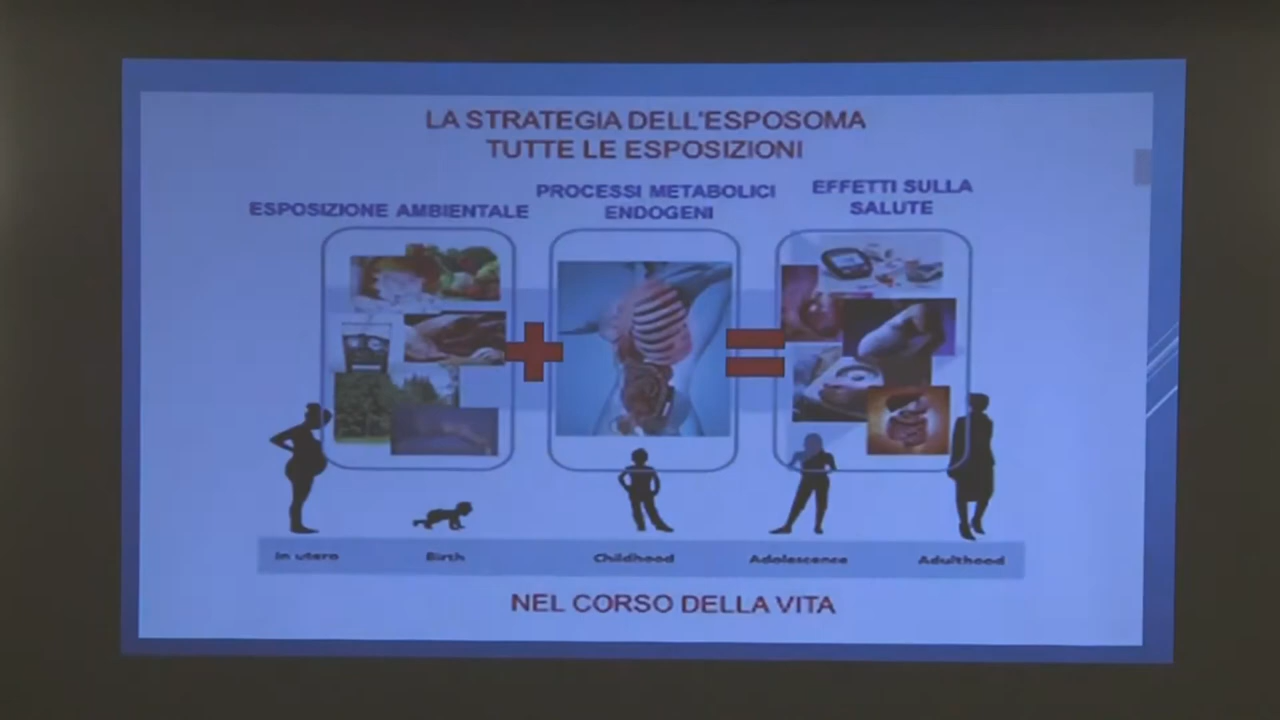 LA STRATEGIA DELL'ESPOSOMA
TUTTE LE ESPOSIZIONI
ESPOSIZIONE AMBIENTALE
PROCESSI METABOLICI
ENDOGENI
EFFETTI SULLA
SALUTE
In utero
Birth
Childhood
Adolescence
Adulthood
NEL CORSO DELLA VITA